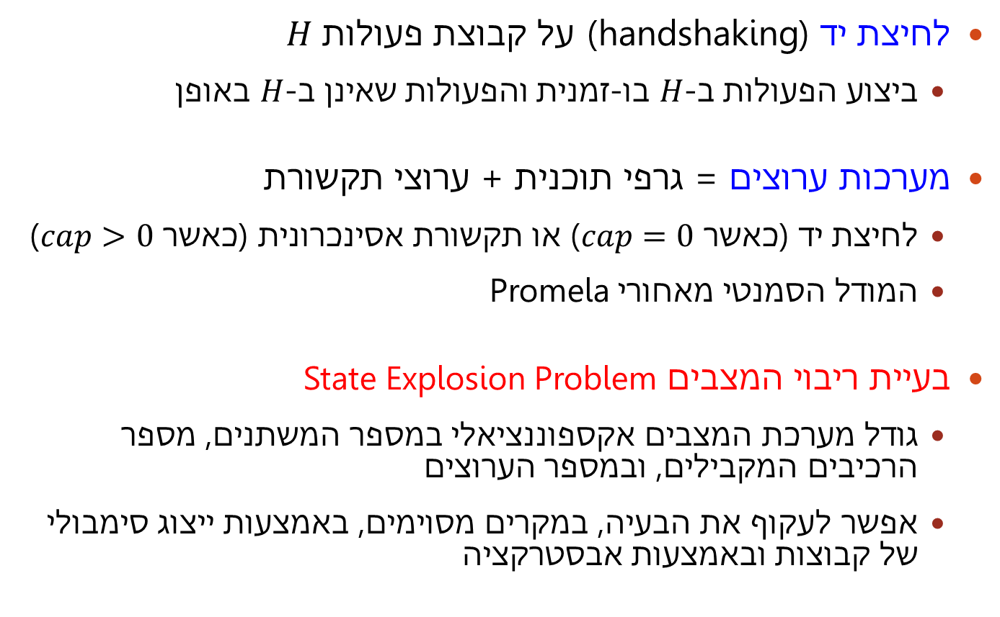 • לחיצת יד (handshaking) על קבוצת פעולות H
• ביצוע הפעולות ב-H בו-זמנית והפעולות שאינן ב-H באופן
• מערכות ערוצים = גרפי תוכנית + ערוצי תקשורת
• לחיצת יד (כאשר cap = 0) או תקשורת אסינכרונית (כאשר cap > 0)
• המודל הסמנטי מאחורי Promela
• בעיית ריבוי המצבים State Explosion Problem
• גודל מערכת המצבים אקספוננציאלי במספר המשתנים, מספר
הרכיבים המקבילים, ובמספר הערוצים
• אפשר לעקוף את הבעיה, במקרים מסוימים, באמצעות ייצוג סימבולי
של קבוצות ובאמצעות אבסטרקציה